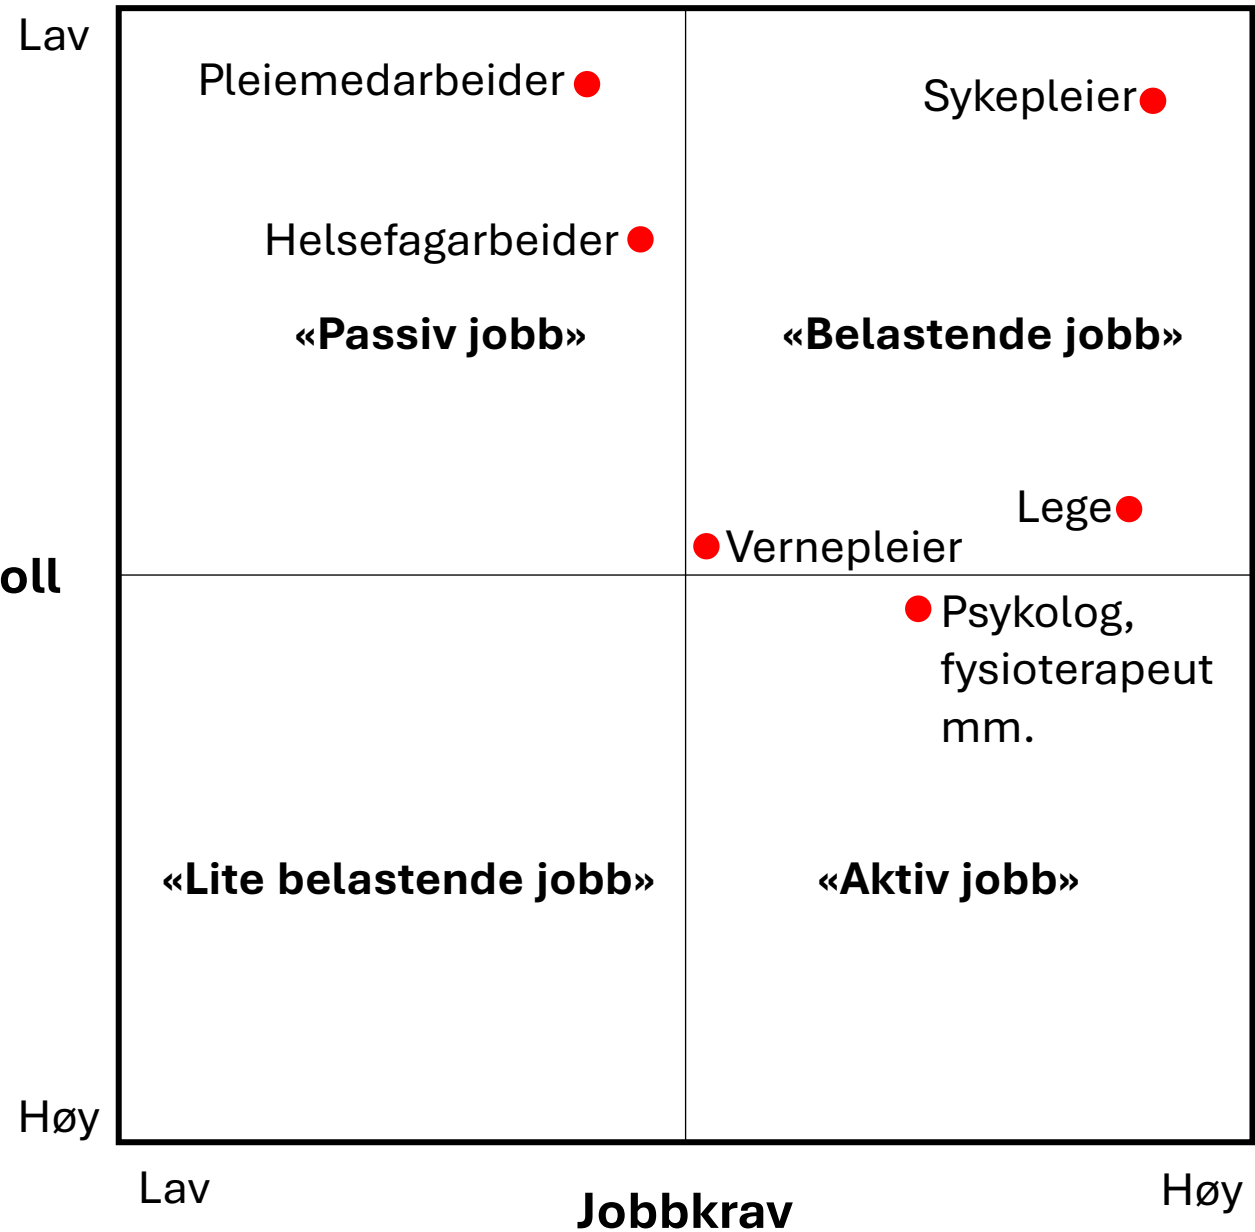 Lav
Pleiemedarbeider
Sykepleier
Helsefagarbeider
«Passiv jobb»
«Belastende jobb»
Lege
Vernepleier
oll
Psykolog,
fysioterapeut
mm.
«Lite belastende jobb»
«Aktiv jobb»
Høy
Lav
Jobbkrav
Høy